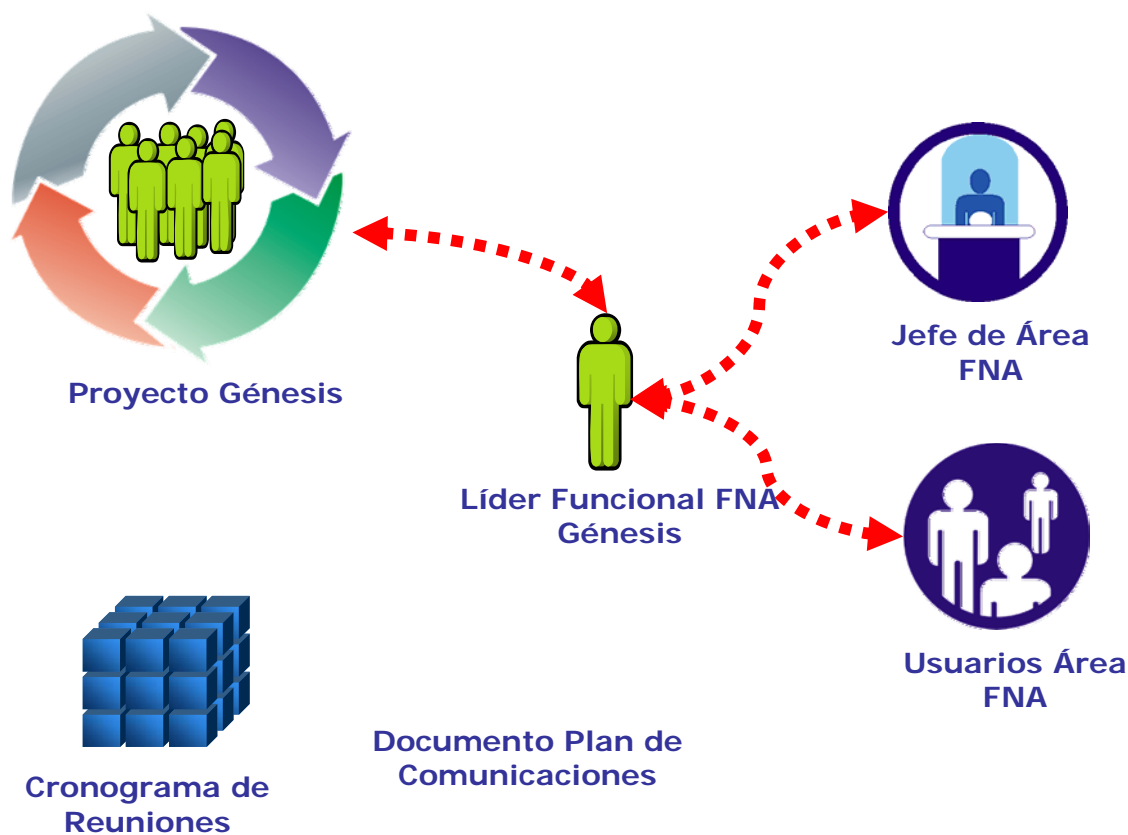 Proyecto Génesis
Jefe de Área
FNA
Líder Funcional FNA
Génesis
Usuarios Área
FNA
Documento Plan de
Comunicaciones
Cronograma de
Reuniones